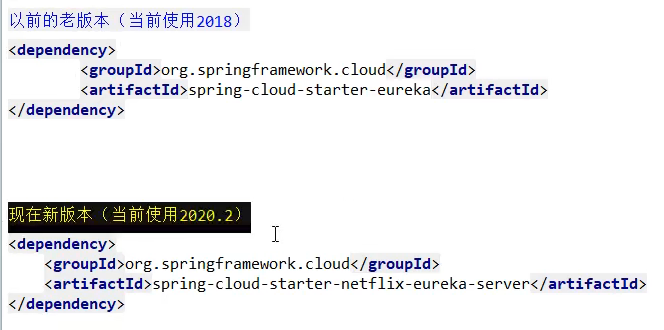 以前的老版本（当前使用2018）
<dependency>
<groupId>org.springframework.cloud</groupId>
<artifactId>spring-cloud-starter-eureka</artifactId>
</dependency>
现在新版本（当前使用2020.2）
<dependency>
<groupId>org.springframework.cloud</groupId>
<artifactId>spring-cloud-starter-netflix-eureka-server</artifactId>
</dependency>